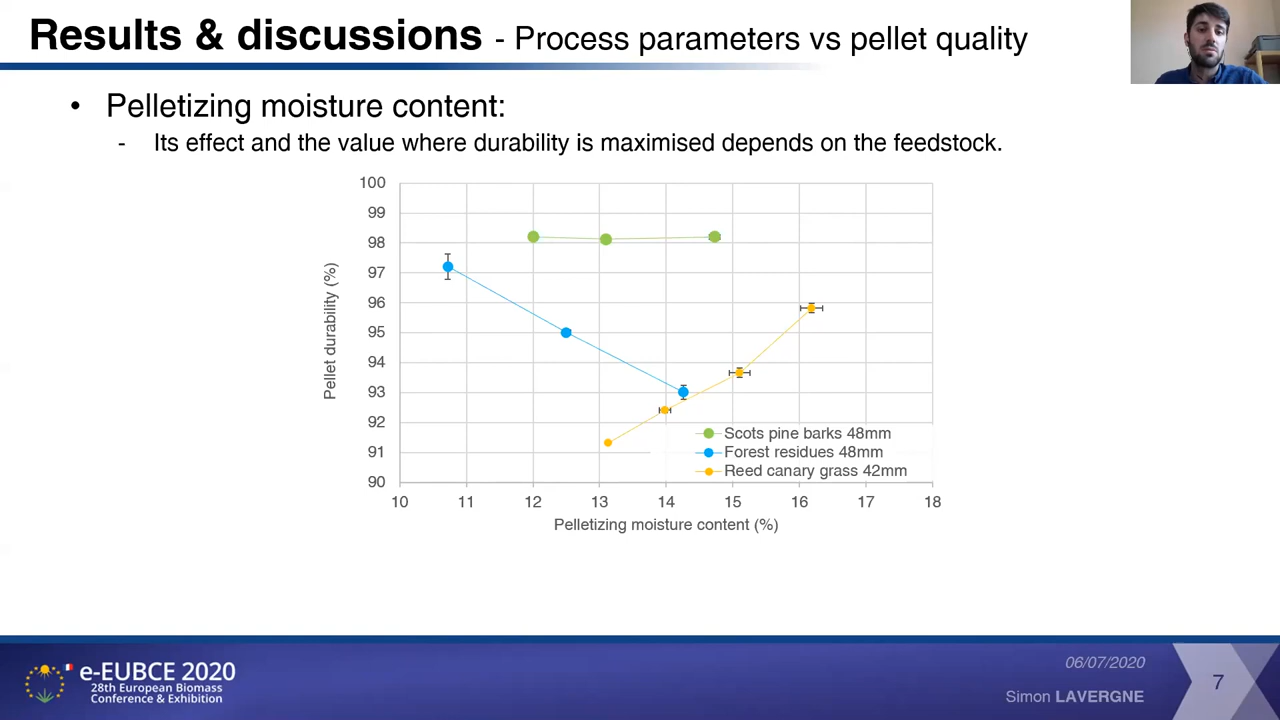 Results & discussions - Process parameters vs pellet quality
• Pelletizing moisture content:
- Its effect and the value where durability is maximised depends on the feedstock.
100
99
98
97
96
95
94
93
92
91
90
Pellet durability (%)
Scots pine barks 48mm
Forest residues 48mm
Reed canary grass 42mm
10 11 12 13 14 15 16 17 18
Pelletizing moisture content (%)
e-EUBCE 2020
28th European Biomass
Conference & Exhibition
06/07/2020
Simon LAVERGNE
7